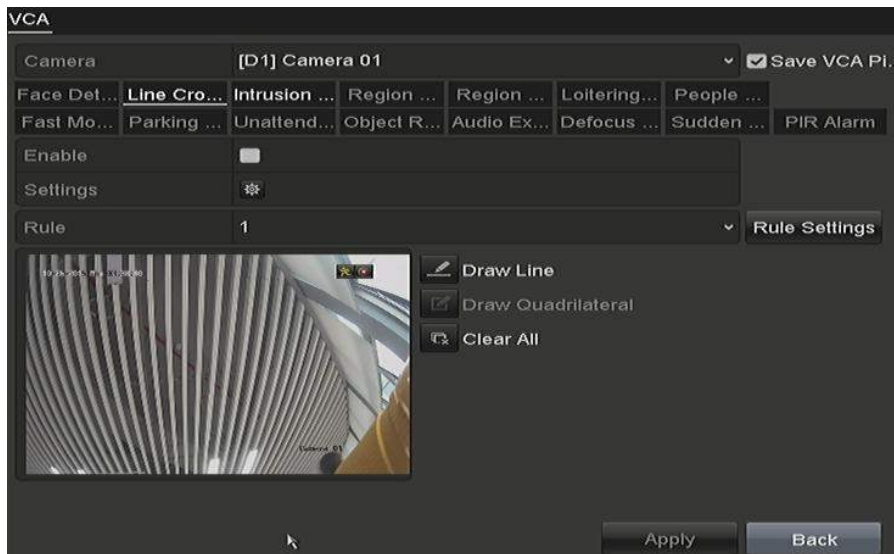 VCA
Camera [D1] Camera 01 Save VCA Pi.
Face Det... Line Cro... Intrusion ... Region ... Region ... Loitering... People ...
Fast Mo... Parking ... Unattend... Object R... Audio Ex... Defocus ... Sudden ... PIR Alarm
Enable
Settings
Rule 1 Rule Settings
Draw Line
Draw Quadrilateral
Clear All
Camera 01
Apply Back